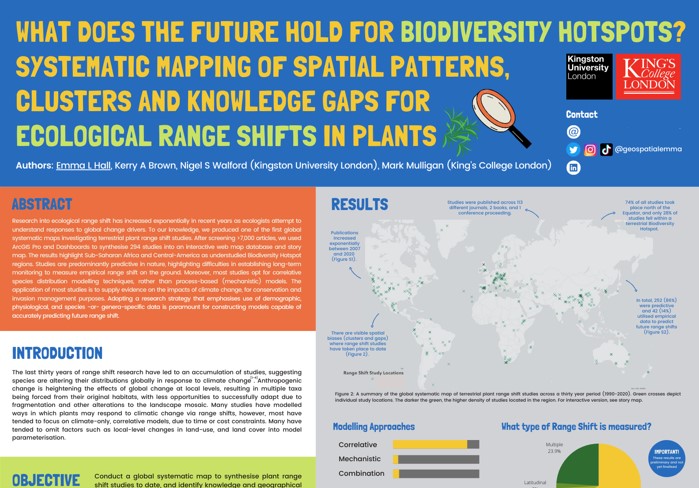 WHAT DOES THE FUTURE HOLD FOR BIODIVERSITY HOTSPOTS?
SYSTEMATIC MAPPING OF SPATIAL PATTERNS,
CLUSTERS AND KNOWLEDGE GAPS FOR
ECOLOGICAL RANGE SHIFTS IN PLANTS
Authors: Emma L Hall, Kerry A Brown, Nigel S Walford (Kingston University London), Mark Mulligan (King's College London)
Kingston
University
London
KING'S
College
LONDON
Contact
@geospatialemma
ABSTRACT
Research into ecological range shift has increased exponentially in recent years as ecologists attempt to
understand responses to global change drivers. To our knowledge, we produced one of the first global
systematic maps investigating terrestrial plant range shift studies. After screening >7,000 articles, we used
ArcGIS Pro and Dashboards to synthesise 294 studies into an interactive web map database and story
map. The results highlight Sub-Saharan Africa and Central-America as understudied Biodiversity Hotspot
regions. Studies are predominantly predictive in nature, highlighting difficulties in establishing long-term
monitoring to measure empirical range shift on the ground. Moreover, most studies opt for correlative
species distribution modelling techniques, rather than process-based (mechanistic) models. The
application of most studies is to supply evidence on the impacts of climate change, for conservation and
invasion management purposes. Adopting a research strategy that emphasises use of demographic,
physiological, and species -or- genera-specific data is paramount for constructing models capable of
accurately predicting future range shift.
INTRODUCTION
The last thirty years of range shift research have led to an accumulation of studies, suggesting
species are altering their distributions globally in response to climate change. Anthropogenic
change is heightening the effects of global change at local levels, resulting in multiple taxa
being forced from their original habitats, with less opportunities to successfully adapt due to
fragmentation and other alterations to the landscape mosaic. Many studies have modelled
ways in which plants may respond to climatic change via range shifts, however, most have
tended to focus on climate-only, correlative models, due to time or cost constraints. Many have
tended to omit factors such as local-level changes in land-use, and land cover into model
parameterisation.
OBJECTIVE
Conduct a global systematic map to synthesise plant range
shift studies to date, and identify knowledge and geographical
RESULTS
Studies were published across 113
different journals, 2 books, and 1
conference proceeding.
74% of all studies took
place north of the
Equator, and only 28% of
studies fell within a
terrestrial Biodiversity
Hotspot.
Publications
increased
exponentially
between 2007
and 2020
(Figure S1).
In total, 252 (86%)
were predictive
and 42 (14%)
utilised empirical
data to predict
future range shifts
(Figure S2).
There are visible spatial
biases (clusters and gaps)
where range shift studies
have taken place to date
(Figure 2).
Range Shift Study Locations
Figure 2: A summary of the global systematic map of terrestrial plant range shift studies across a thirty year period (1990-2020). Green crosses depict
individual study locations. The darker the green, the higher density of studies located in the region. For interactive version, see story map.
Modelling Approaches
Correlative
Mechanistic
Combination
What type of Range Shift is measured?
Multiple
23.9%
Latitudinal
IMPORTANT!
These results are
preliminary and not
yet finalised